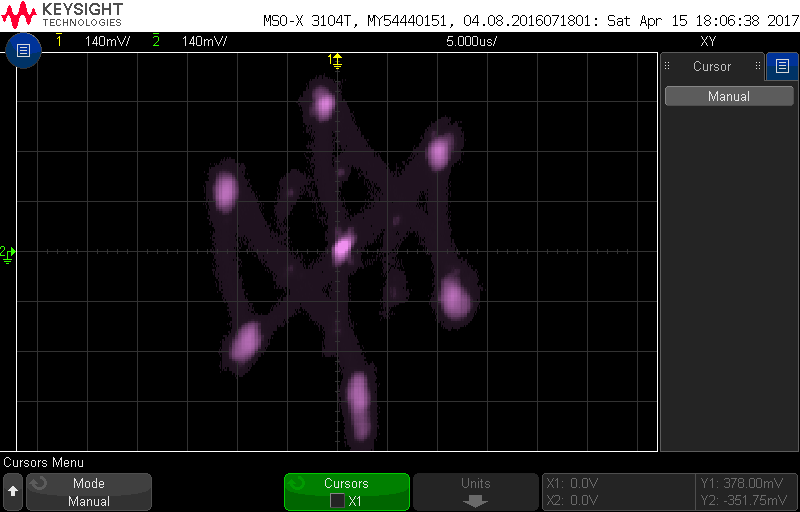 KEYSIGHT
TECHNOLOGIES
MSO-X 3104T, MY54440151, 04.08.2016071801: Sat Apr 15 18:06:38 2017
1 140mV/ 2 140mV/ 5.000us/ XY
1
Cursor
Manual
2
Cursors Menu
Mode
Manual
Cursors
X1
Units
X1: 0.0V
X2: 0.0V
Y1: 378.00mV
Y2: -351.75mV